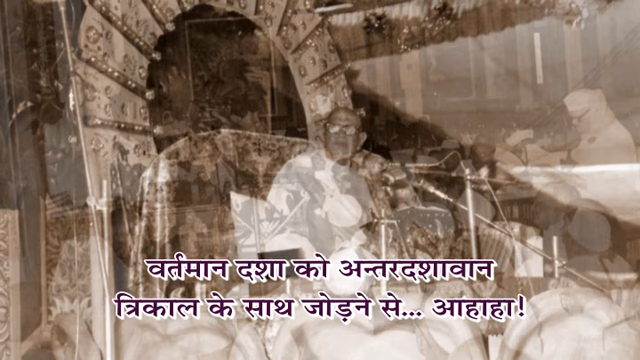 वर्तमान दशा को अन्तरदशावान
त्रिकाल के साथ जोड़ने से... आहाहा!